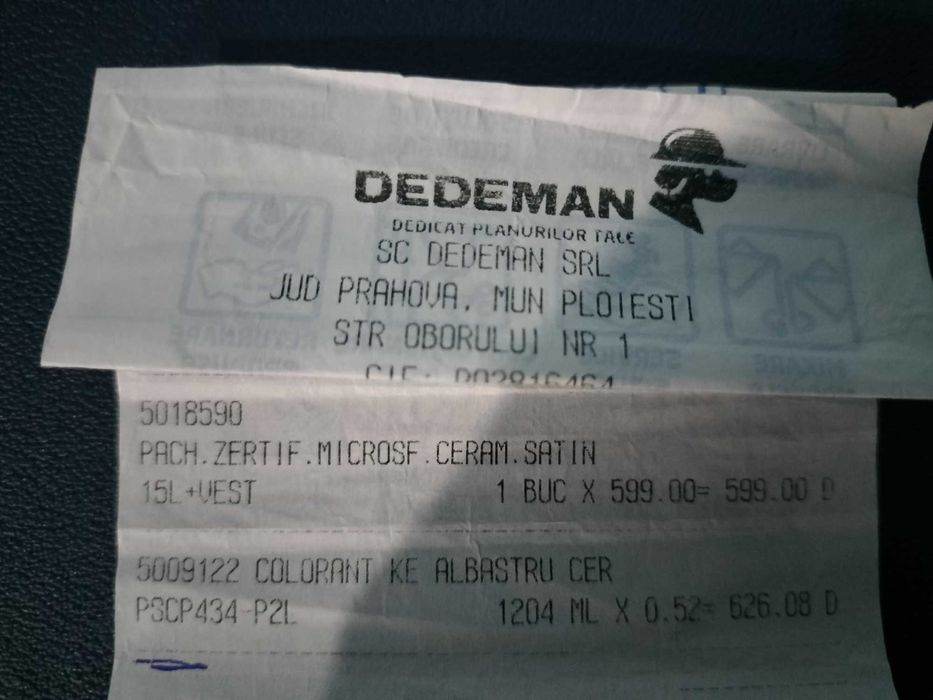 DEDEMAN
DEDICAT PLANURILOR TALE
SC DEDEMAN SRL
JUD PRAHOVA, MUN PLOIESTI
STR OBORULUI NR 1
CIF: RO2816464
5018590
PACH.ZERTIF.MICROSF.CERAM.SATIN
15L+VEST 1 BUC X 599.00= 599.00 D
5009122 COLORANT KE ALBASTRU CER
PSCP434-P2L 1204 ML X 0.52= 626.08 D